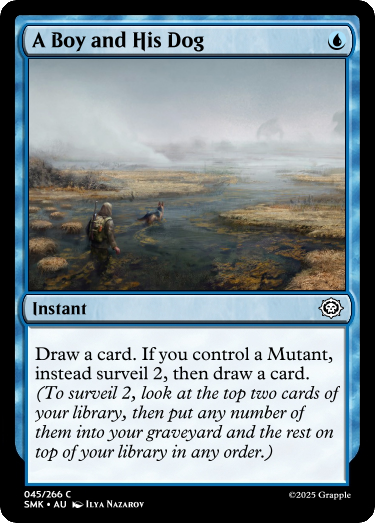 A Boy and His Dog
Instant
Draw a card. If you control a Mutant,
instead surveil 2, then draw a card.
(To surveil 2, look at the top two cards of
your library, then put any number of
them into your graveyard and the rest on
top of your library in any order.)
045/266 C
SMK • AU Ilya Nazarov
©2025 Grapple